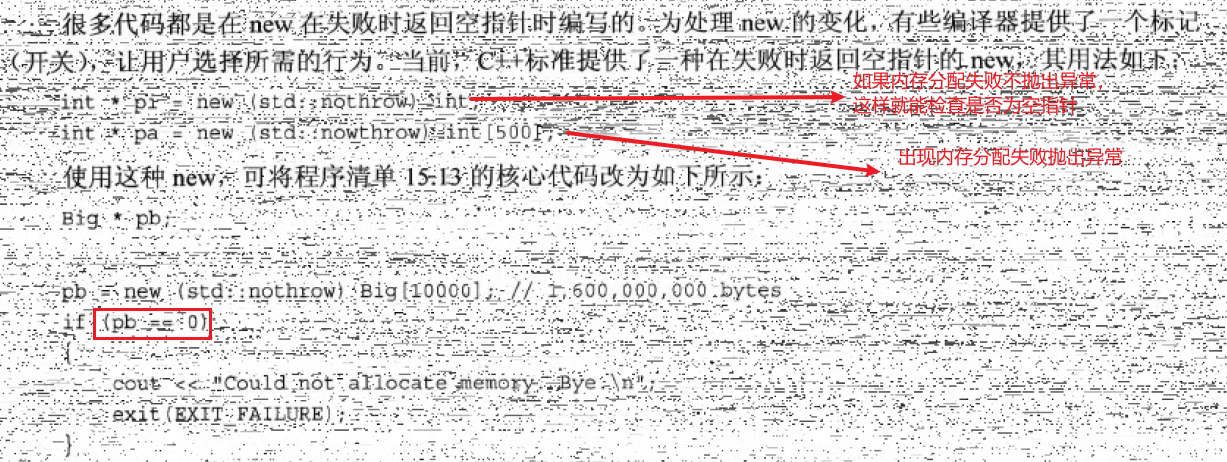 很多代码都是在 new 在失败时返回空指针时编写的。为处理 new 的变化，有些编译器提供了一个标记
（开关），让用户选择所需的行为。当前，C++标准提供了一种在失败时返回空指针的 new，其用法如下：
int * pr = new (std::nothrow) int
如果内存分配失败不抛出异常，
这样就能检查是否为空指针
int * pa = new (std::nowthrow) int[500];
出现内存分配失败抛出异常
使用这种 new，可将程序清单 15.13 的核心代码改为如下所示：
Big * pb;
pb = new (std::nothrow) Big[10000]; // 1,600,000,000 bytes
if (pb == 0)
{
cout << "Could not allocate memory. Bye.\n";
exit(EXIT_FAILURE);
}